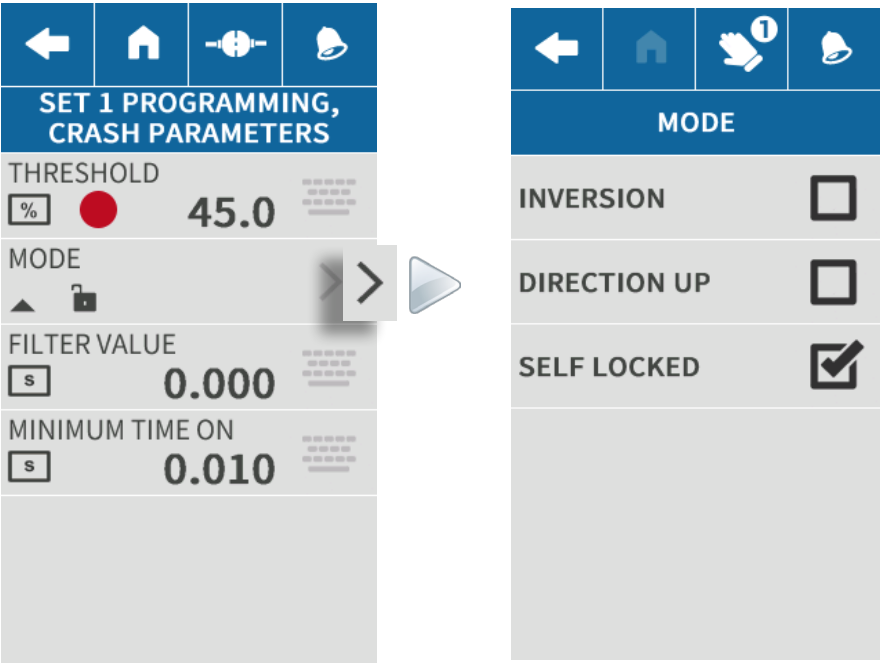 SET 1 PROGRAMMING,
CRASH PARAMETERS
THRESHOLD
% 45.0
MODE
FILTER VALUE
s 0.000
MINIMUM TIME ON
s 0.010
1
MODE
INVERSION
DIRECTION UP
SELF LOCKED